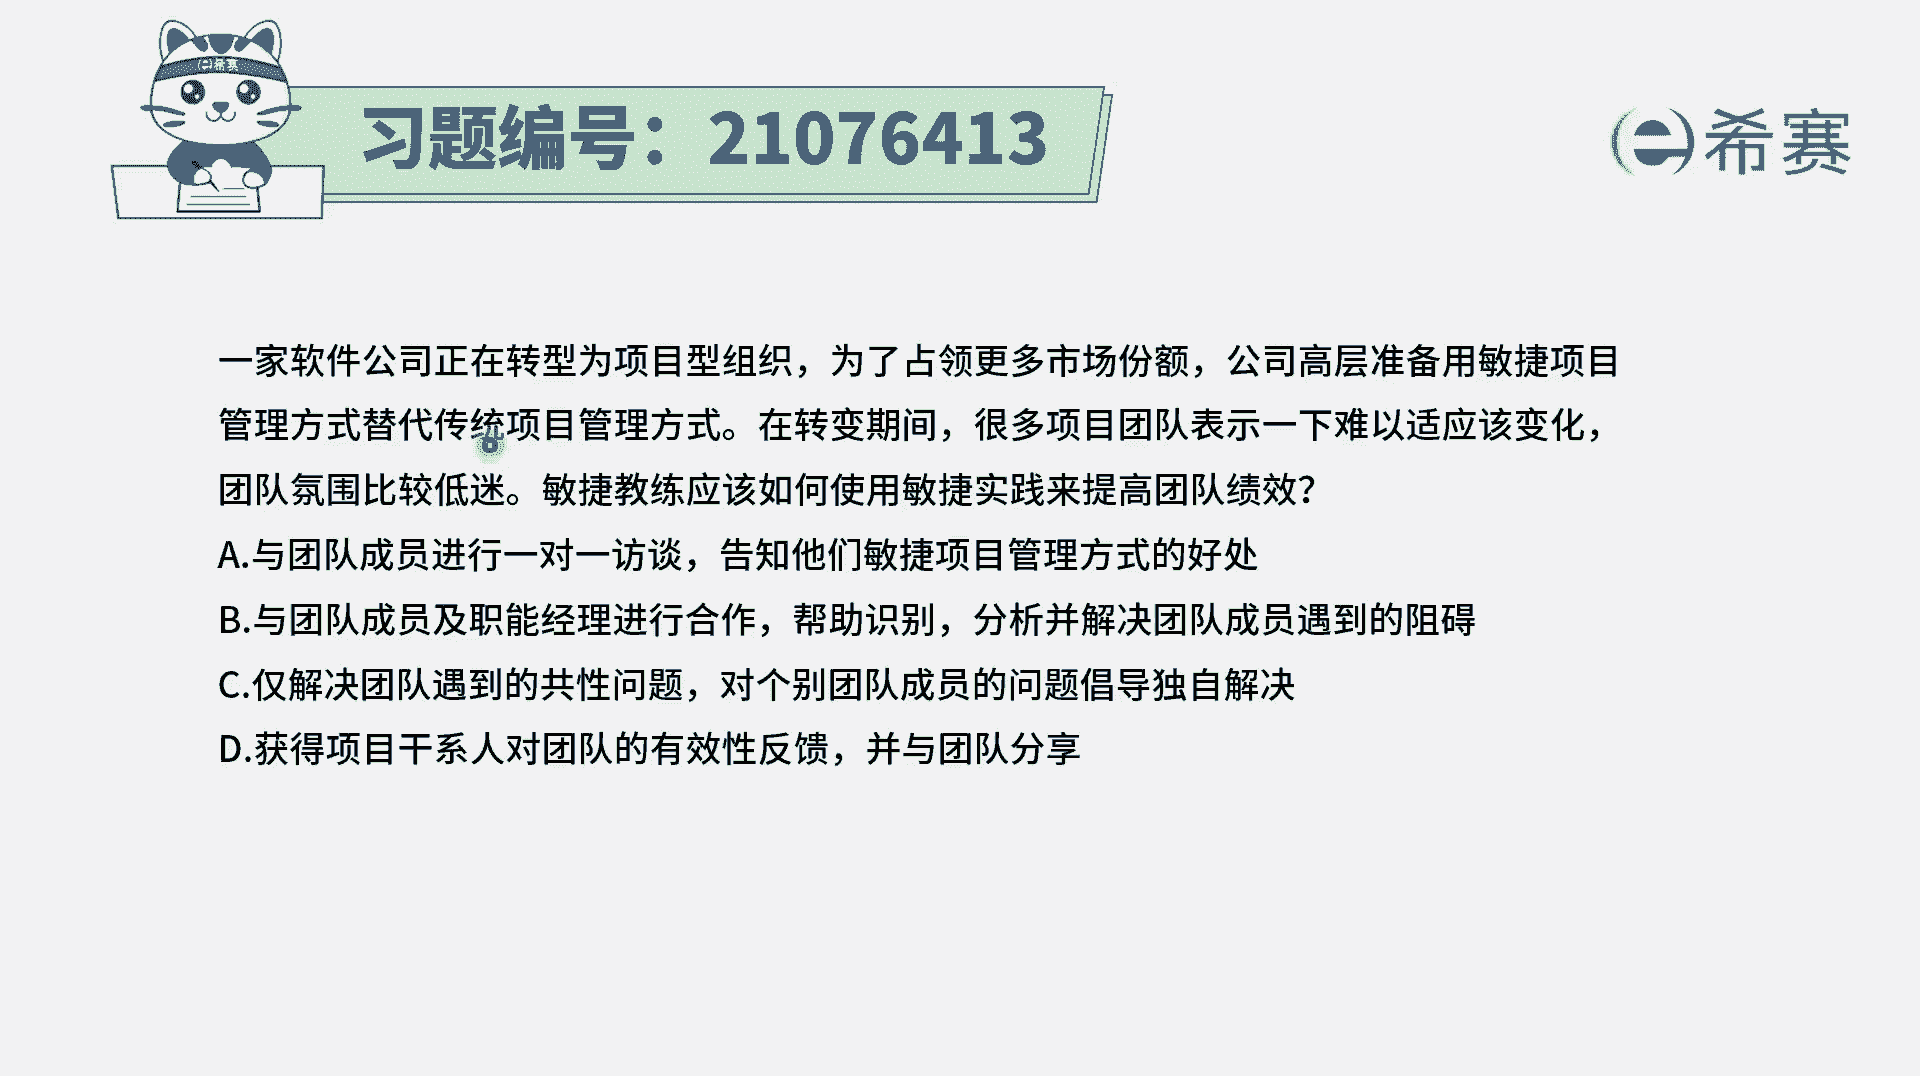 e希赛
习题编号：21076413
e希赛
一家软件公司正在转型为项目型组织，为了占领更多市场份额，公司高层准备用敏捷项目
管理方式替代传统项目管理方式。在转变期间，很多项目团队表示一下难以适应该变化，
团队氛围比较低迷。敏捷教练应该如何使用敏捷实践来提高团队绩效？
A.与团队成员进行一对一访谈，告知他们敏捷项目管理方式的好处
B.与团队成员及职能经理进行合作，帮助识别，分析并解决团队成员遇到的阻碍
C.仅解决团队遇到的共性问题，对个别团队成员的问题倡导独自解决
D.获得项目干系人对团队的有效性反馈，并与团队分享